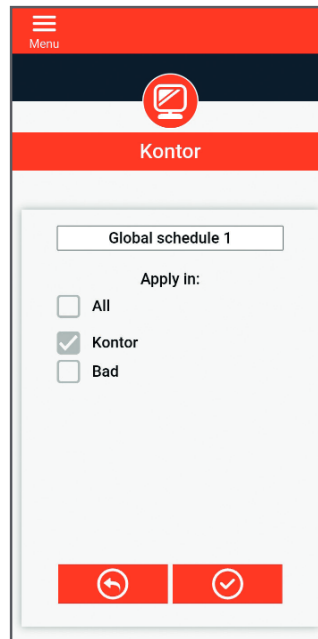 Menu
Kontor
Global schedule 1
Apply in:
All
Kontor
Bad